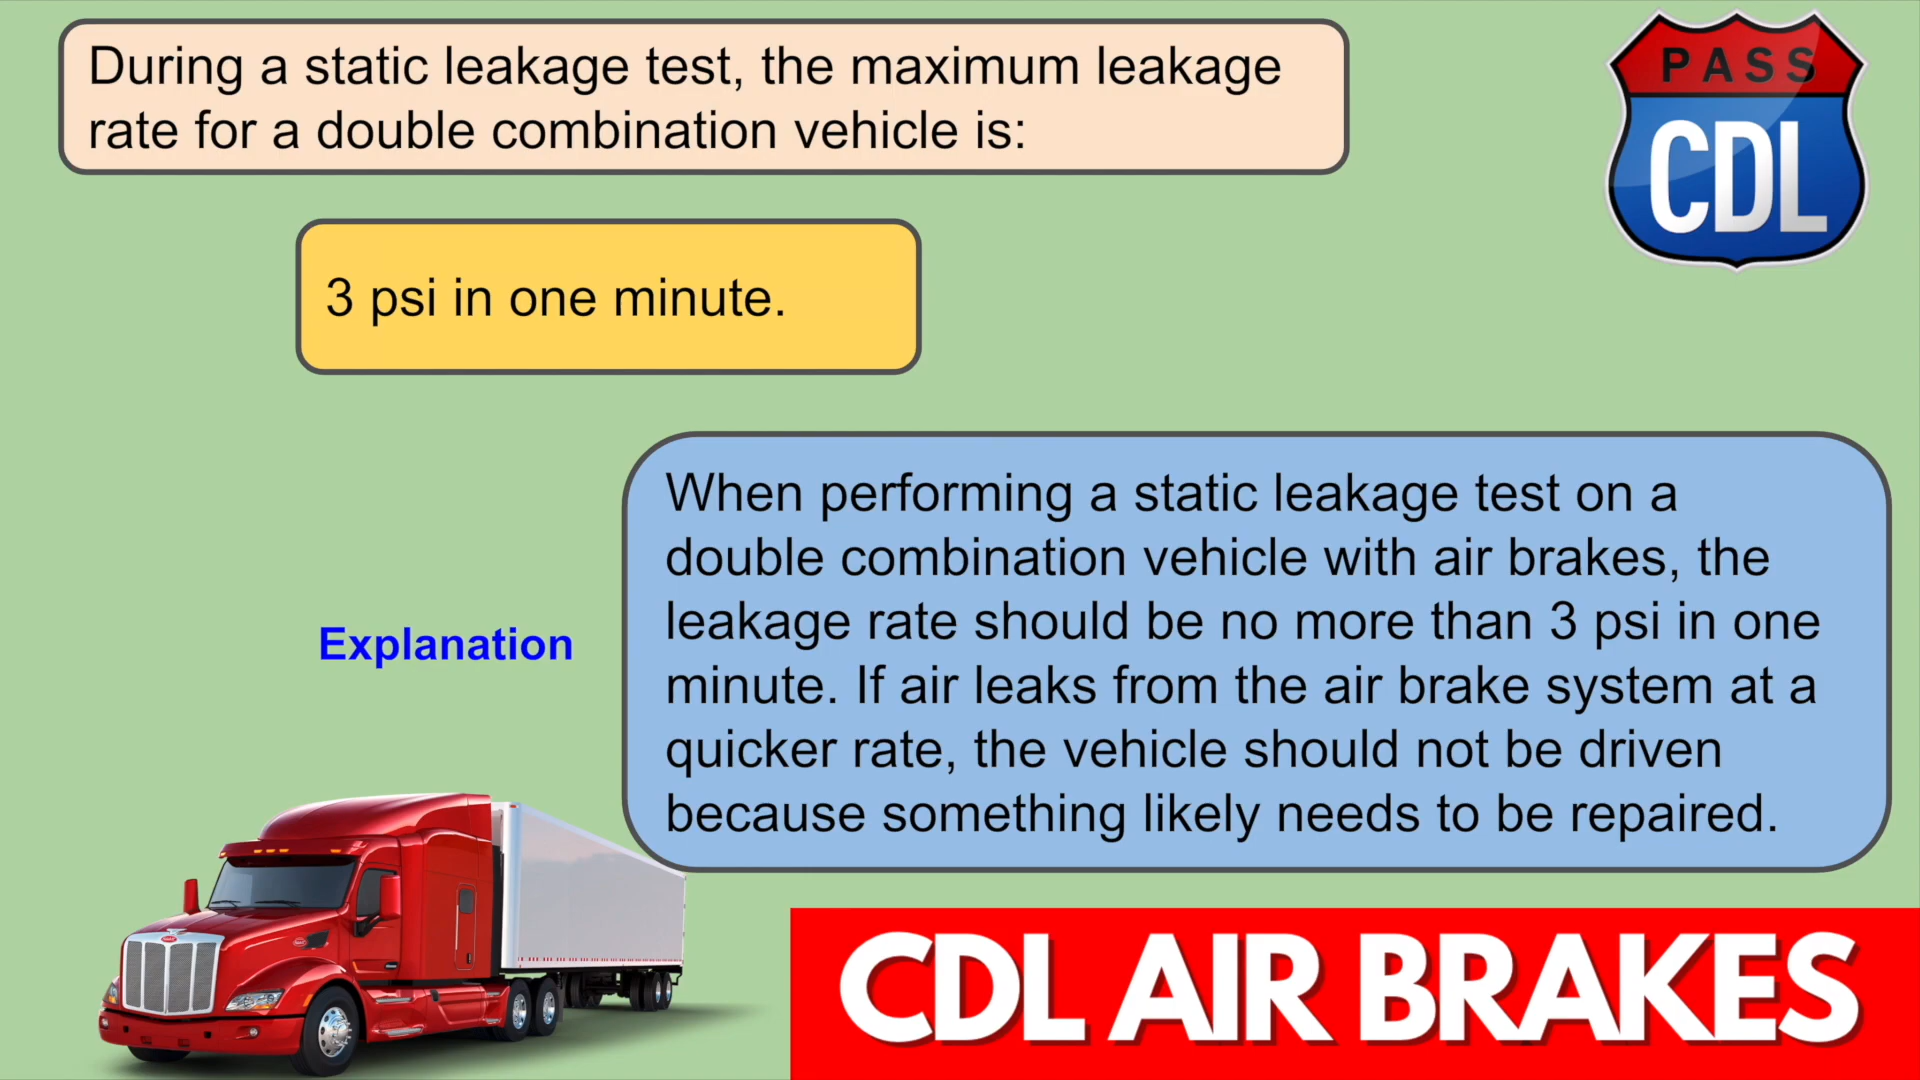 During a static leakage test, the maximum leakage
rate for a double combination vehicle is:
PASS
CDL
3 psi in one minute.
When performing a static leakage test on a
double combination vehicle with air brakes, the
leakage rate should be no more than 3 psi in one
minute. If air leaks from the air brake system at a
quicker rate, the vehicle should not be driven
because something likely needs to be repaired.
Explanation
CDL AIR BRAKES